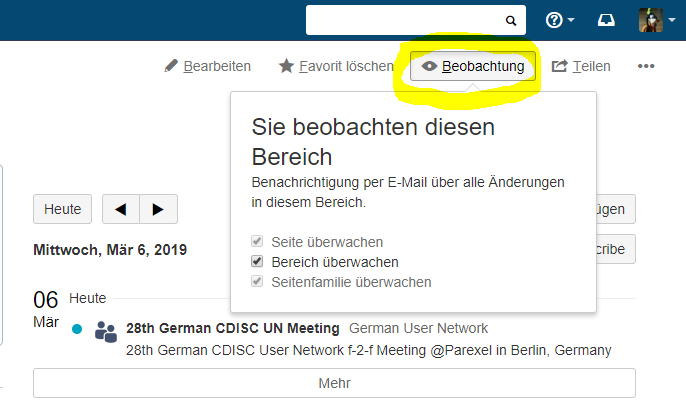 Bearbeiten Favorit löschen Beobachtung Teilen
Sie beobachten diesen
Bereich
Benachrichtigung per E-Mail über alle Änderungen
in diesem Bereich.
Seite überwachen
Bereich überwachen
Seitenfamilie überwachen
Heute ügen
Mittwoch, Mär 6, 2019 cribe
06 Heute
Mär
28th German CDISC UN Meeting German User Network
28th German CDISC User Network f-2-f Meeting @Parexel in Berlin, Germany
Mehr